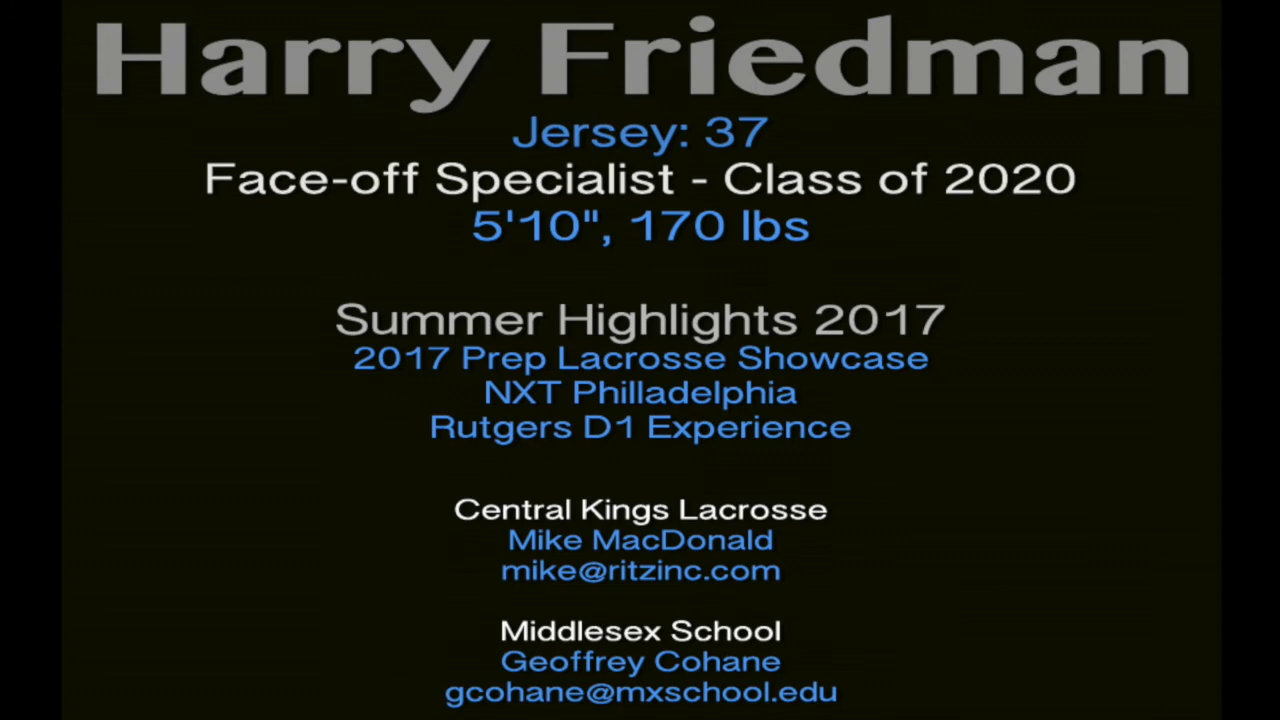 Harry Friedman
Jersey: 37
Face-off Specialist - Class of 2020
5'10", 170 lbs
Summer Highlights 2017
2017 Prep Lacrosse Showcase
NXT Philladelphia
Rutgers D1 Experience
Central Kings Lacrosse
Mike MacDonald
mike@ritzinc.com
Middlesex School
Geoffrey Cohane
gcohane@mxschool.edu